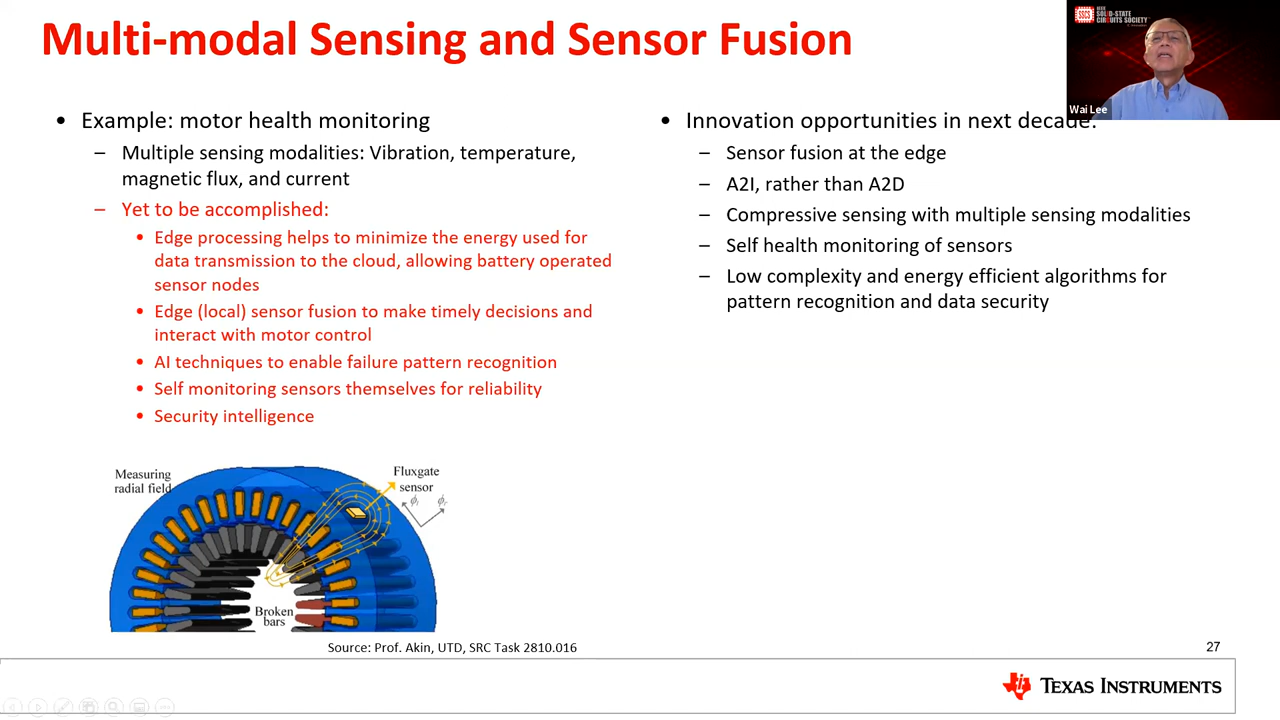 Multi-modal Sensing and Sensor Fusion
IEEE
SOLID-STATE
CIRCUITS SOCIETY
SSCS
Wai Lee
• Example: motor health monitoring
– Multiple sensing modalities: Vibration, temperature,
magnetic flux, and current
– Yet to be accomplished:
• Edge processing helps to minimize the energy used for
data transmission to the cloud, allowing battery operated
sensor nodes
• Edge (local) sensor fusion to make timely decisions and
interact with motor control
• AI techniques to enable failure pattern recognition
• Self monitoring sensors themselves for reliability
• Security intelligence
• Innovation opportunities in next decade:
– Sensor fusion at the edge
– A2I, rather than A2D
– Compressive sensing with multiple sensing modalities
– Self health monitoring of sensors
– Low complexity and energy efficient algorithms for
pattern recognition and data security
Measuring
radial field
Fluxgate
sensor
Broken
bars
Source: Prof. Akin, UTD, SRC Task 2810.016
27
TEXAS INSTRUMENTS